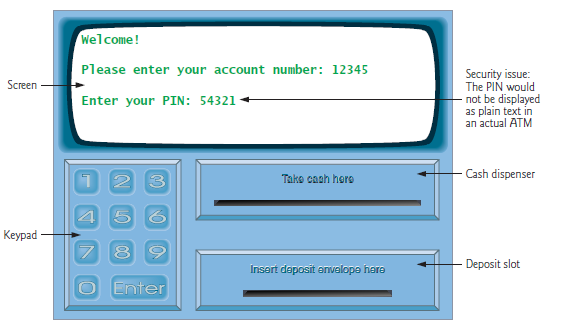 Welcome!
Please enter your account number: 12345
Enter your PIN: 54321
Screen
Security issue:
The PIN would
not be displayed
as plain text in
an actual ATM
1 2 3
4 5 6
7 8 9
0 Enter
Keypad
Take cash here
Cash dispenser
Insert deposit envelope here
Deposit slot